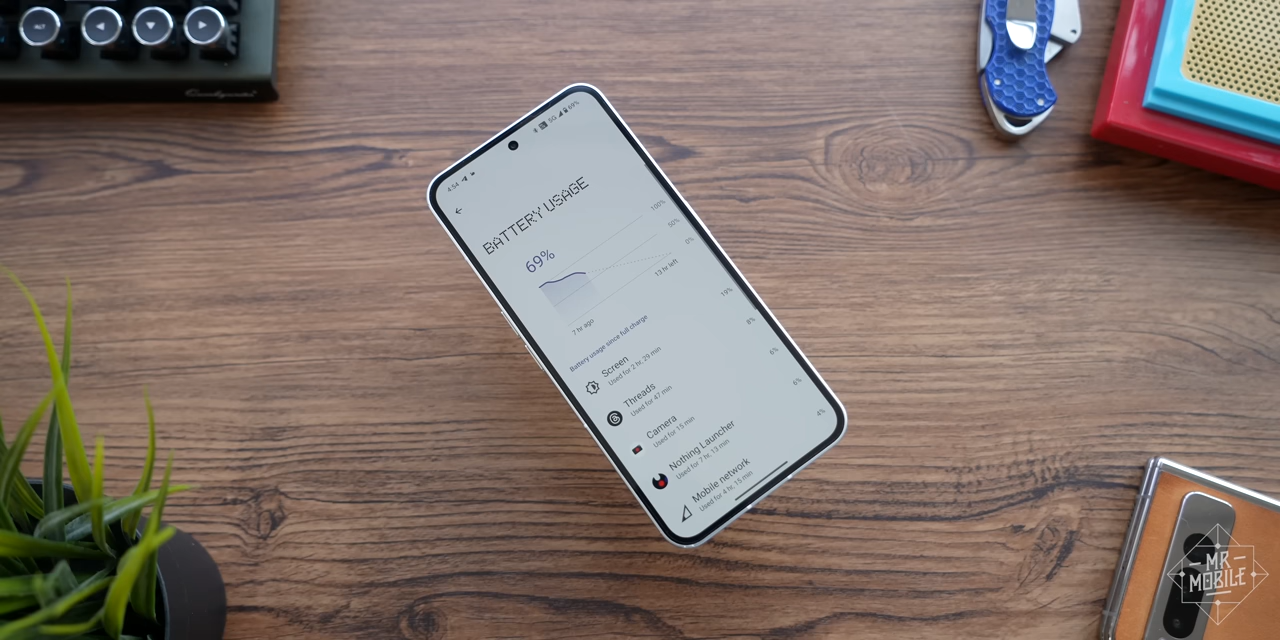 ALT
4:54
5G 69%
BATTERY USAGE
69%
100%
50%
0%
7 hr ago
13 hr left
Battery usage since full charge
Screen
19%
Used for 2 hr, 29 min
Threads
8%
Used for 47 min
Camera
6%
Used for 15 min
Nothing Launcher
6%
Used for 7 hr, 13 min
Mobile network
4%
Used for 4 hr, 15 min
MR
MOBILE